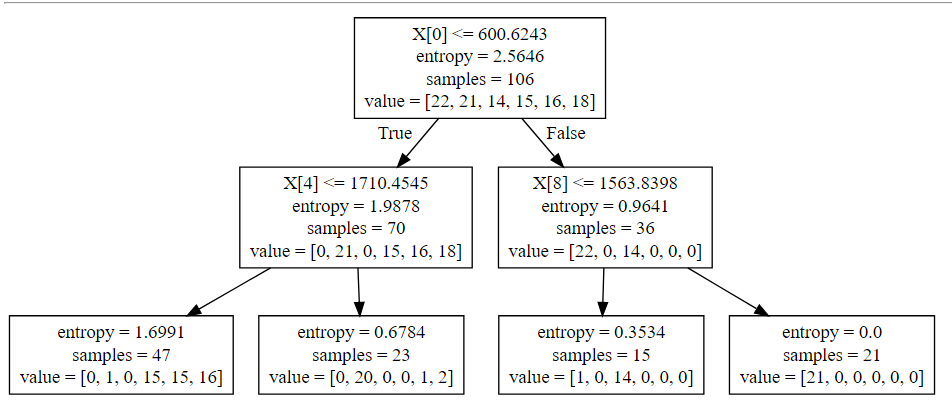 X[0] <= 600.6243
entropy = 2.5646
samples = 106
value = [22, 21, 14, 15, 16, 18]
True
False
X[4] <= 1710.4545
entropy = 1.9878
samples = 70
value = [0, 21, 0, 15, 16, 18]
X[8] <= 1563.8398
entropy = 0.9641
samples = 36
value = [22, 0, 14, 0, 0, 0]
entropy = 1.6991
samples = 47
value = [0, 1, 0, 15, 15, 16]
entropy = 0.6784
samples = 23
value = [0, 20, 0, 0, 1, 2]
entropy = 0.3534
samples = 15
value = [1, 0, 14, 0, 0, 0]
entropy = 0.0
samples = 21
value = [21, 0, 0, 0, 0, 0]